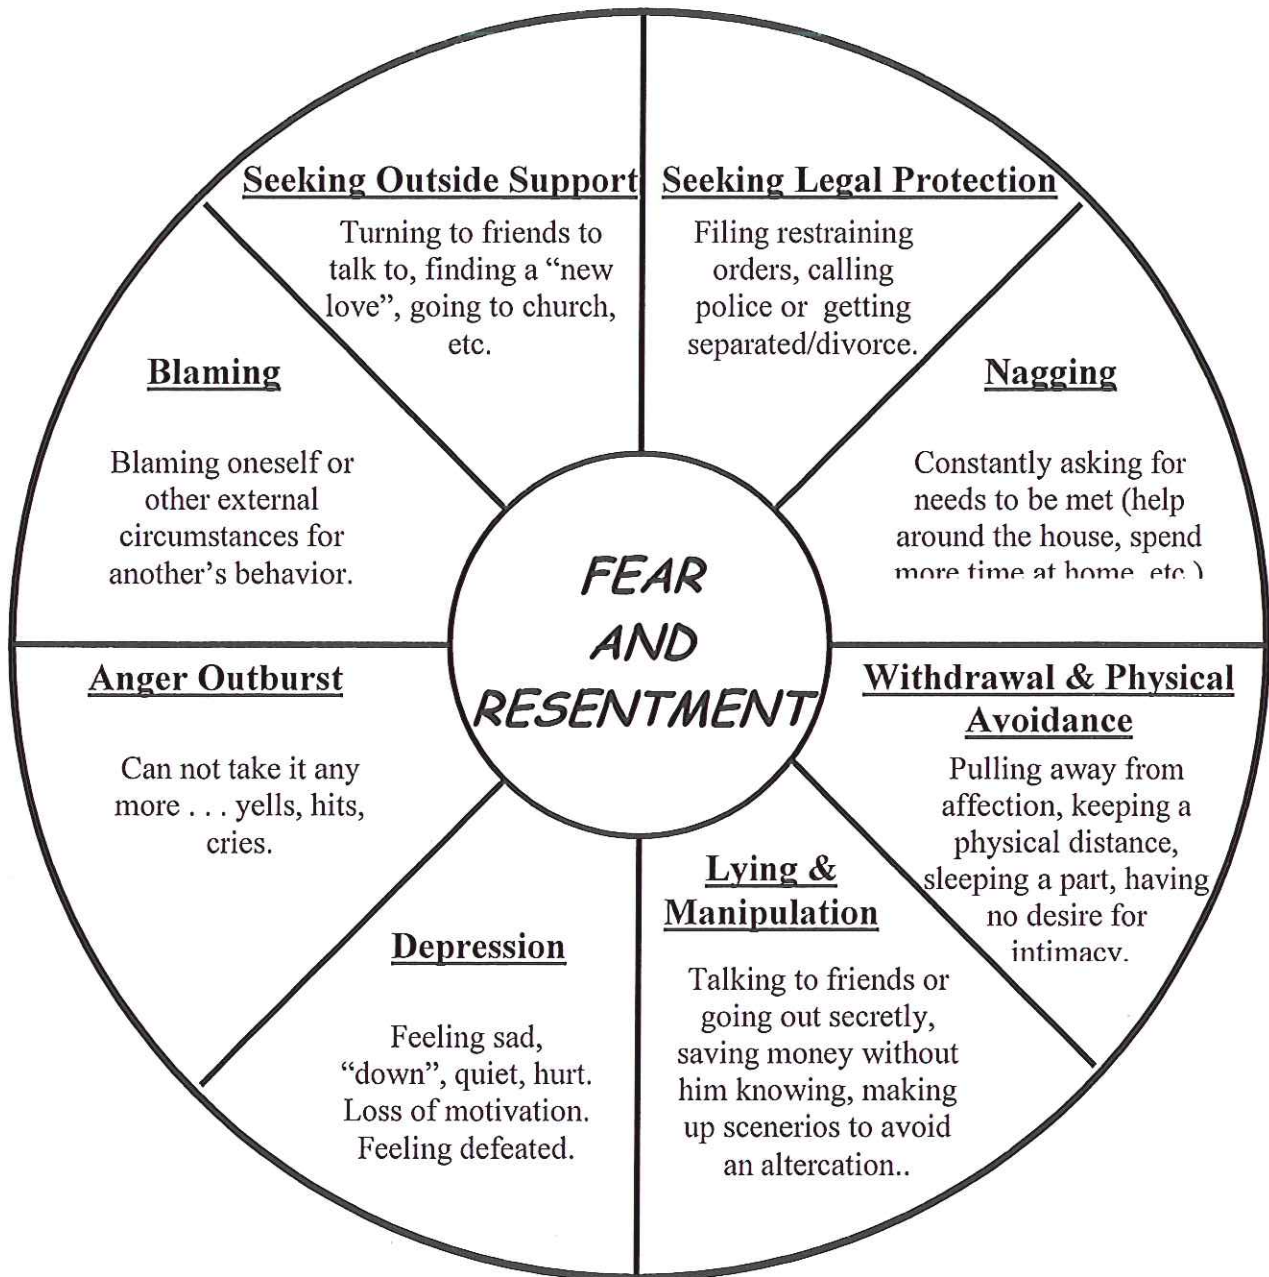 Seeking Outside Support
Turning to friends to
talk to, finding a “new
love”, going to church,
etc.
Seeking Legal Protection
Filing restraining
orders, calling
police or getting
separated/divorce.
Nagging
Constantly asking for
needs to be met (help
around the house, spend
more time at home, etc.)
Withdrawal & Physical
Avoidance
Pulling away from
affection, keeping a
physical distance,
sleeping a part, having
no desire for
intimacy.
Lying &
Manipulation
Talking to friends or
going out secretly,
saving money without
him knowing, making
up scenerios to avoid
an altercation..
Depression
Feeling sad,
“down”, quiet, hurt.
Loss of motivation.
Feeling defeated.
Anger Outburst
Can not take it any
more . . . yells, hits,
cries.
Blaming
Blaming oneself or
other external
circumstances for
another’s behavior.
FEAR
AND
RESENTMENT